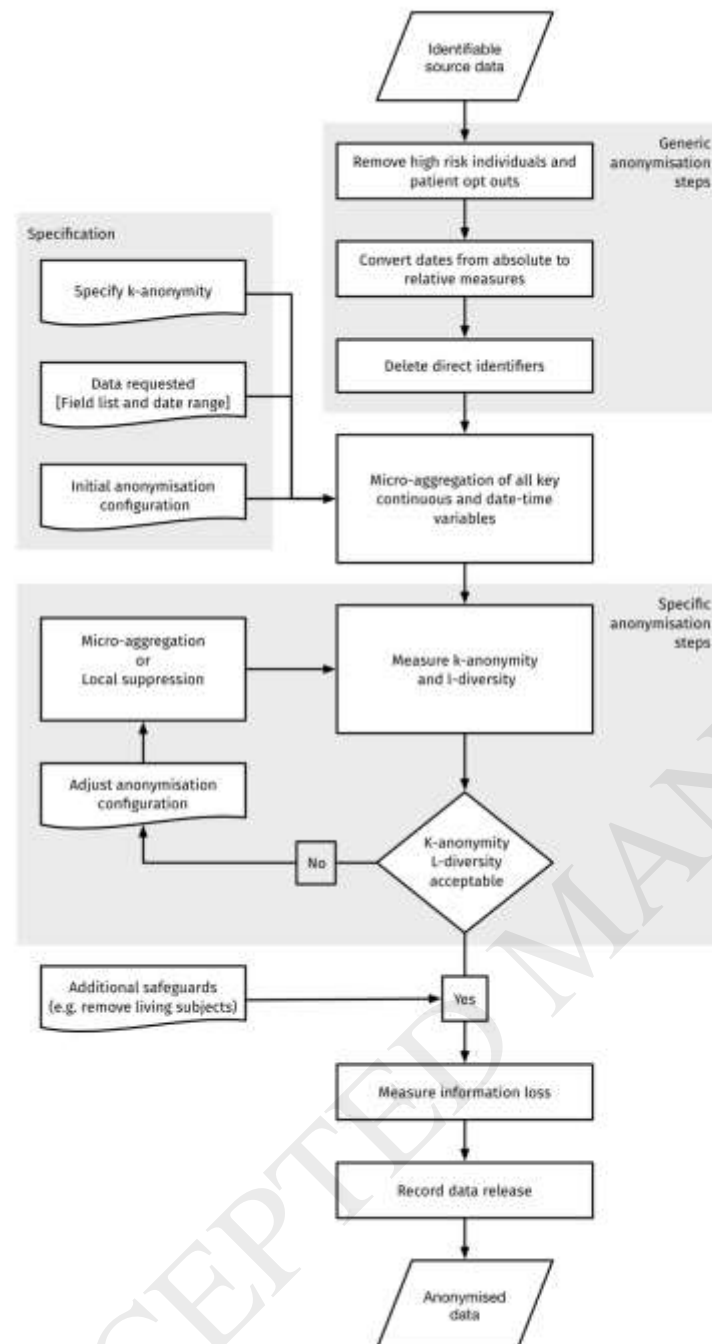 Identifiable
source data
Generic
anonymisation
steps
Remove high risk individuals and
patient opt outs
Convert dates from absolute to
relative measures
Delete direct identifiers
Specification
Specify k-anonymity
Data requested
[Field list and date range]
Initial anonymisation
configuration
Micro-aggregation of all key
continuous and date-time
variables
Specific
anonymisation
steps
Micro-aggregation
or
Local suppression
Measure k-anonymity
and l-diversity
Adjust anonymisation
configuration
No
K-anonymity
L-diversity
acceptable
Additional safeguards
(e.g. remove living subjects)
Yes
Measure information loss
Record data release
Anonymised
data
CEPTED MAN